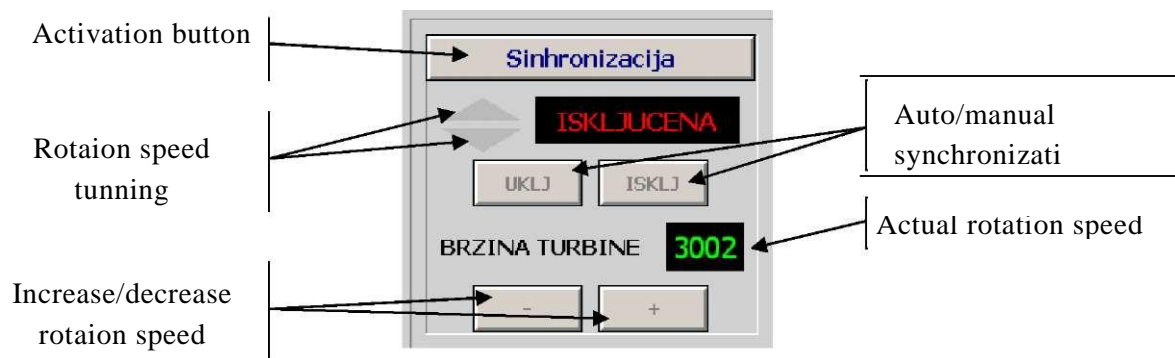 Activation button
Sinhronizacija
ISKLJUCENA
Rotaion speed
tunning
Auto/manual
synchronizati
UKLJ
ISKLJ
BRZINA TURBINE
3002
Actual rotation speed
Increase/decrease
rotaion speed
-
+